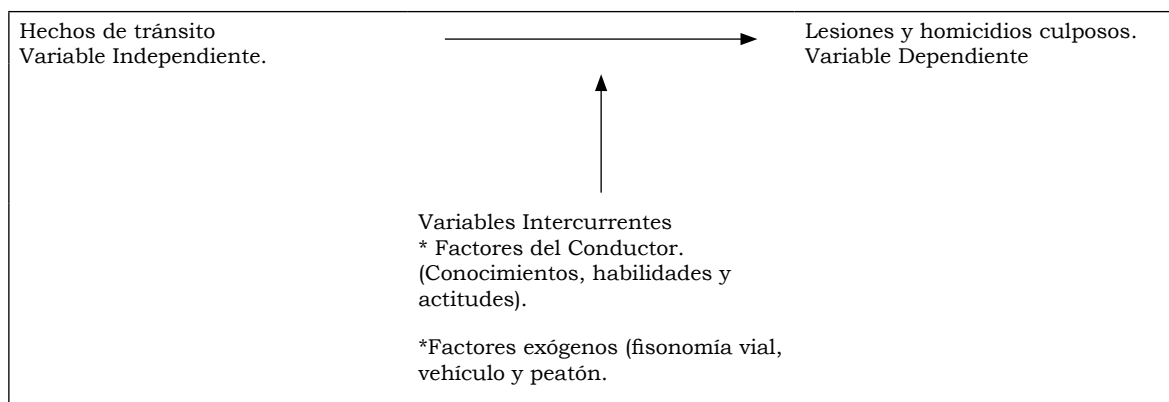 Hechos de tránsito
Variable Independiente.
Lesiones y homicidios culposos.
Variable Dependiente
Variables Intercurrentes
* Factores del Conductor.
(Conocimientos, habilidades y
actitudes).
*Factores exógenos (fisonomía vial,
vehículo y peatón.